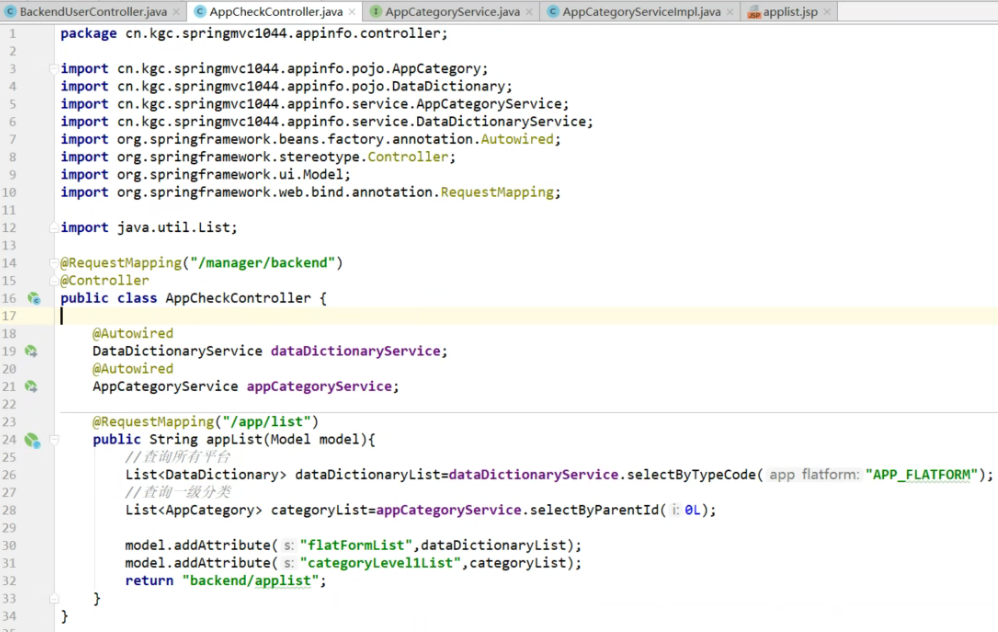 BackendUserController.java AppCheckController.java AppCategoryService.java AppCategoryServiceImpl.java applist.jsp
1 package cn.kgc.springmvc1044.appinfo.controller;
2
3 import cn.kgc.springmvc1044.appinfo.pojo.AppCategory;
4 import cn.kgc.springmvc1044.appinfo.pojo.DataDictionary;
5 import cn.kgc.springmvc1044.appinfo.service.AppCategoryService;
6 import cn.kgc.springmvc1044.appinfo.service.DataDictionaryService;
7 import org.springframework.beans.factory.annotation.Autowired;
8 import org.springframework.stereotype.Controller;
9 import org.springframework.ui.Model;
10 import org.springframework.web.bind.annotation.RequestMapping;
11
12 import java.util.List;
13
14 @RequestMapping("/manager/backend")
15 @Controller
16 public class AppCheckController {
17
18 @Autowired
19 DataDictionaryService dataDictionaryService;
20 @Autowired
21 AppCategoryService appCategoryService;
22
23 @RequestMapping("/app/list")
24 public String appList(Model model){
25 //查询所有平台
26 List<DataDictionary> dataDictionaryList=dataDictionaryService.selectByTypeCode( app flatform: "APP_FLATFORM");
27 //查询一级分类
28 List<AppCategory> categoryList=appCategoryService.selectByParentId( i: 0L);
29
30 model.addAttribute( s: "flatFormList",dataDictionaryList);
31 model.addAttribute( s: "categoryLevel1List",categoryList);
32 return "backend/applist";
33 }
34 }